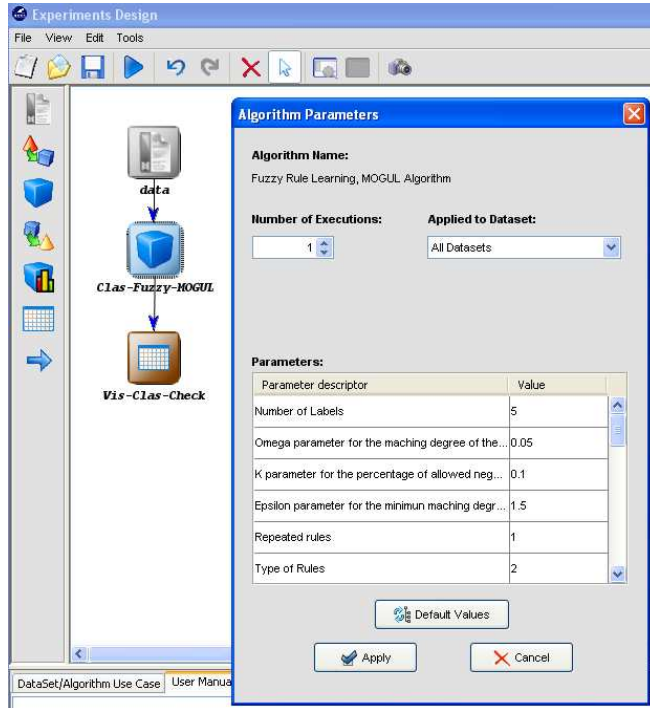 Experiments Design
File View Edit Tools
data
Clas-Fuzzy-MOGUL
Vis-Clas-Check
Algorithm Parameters
Algorithm Name:
Fuzzy Rule Learning, MOGUL Algorithm
Number of Executions: Applied to Dataset:
1 All Datasets
Parameters:
Parameter descriptor Value
Number of Labels 5
Omega parameter for the maching degree of the... 0.05
K parameter for the percentage of allowed neg... 0.1
Epsilon parameter for the minimun maching degr... 1.5
Repeated rules 1
Type of Rules 2
Default Values
Apply Cancel
DataSet/Algorithm Use Case User Manua